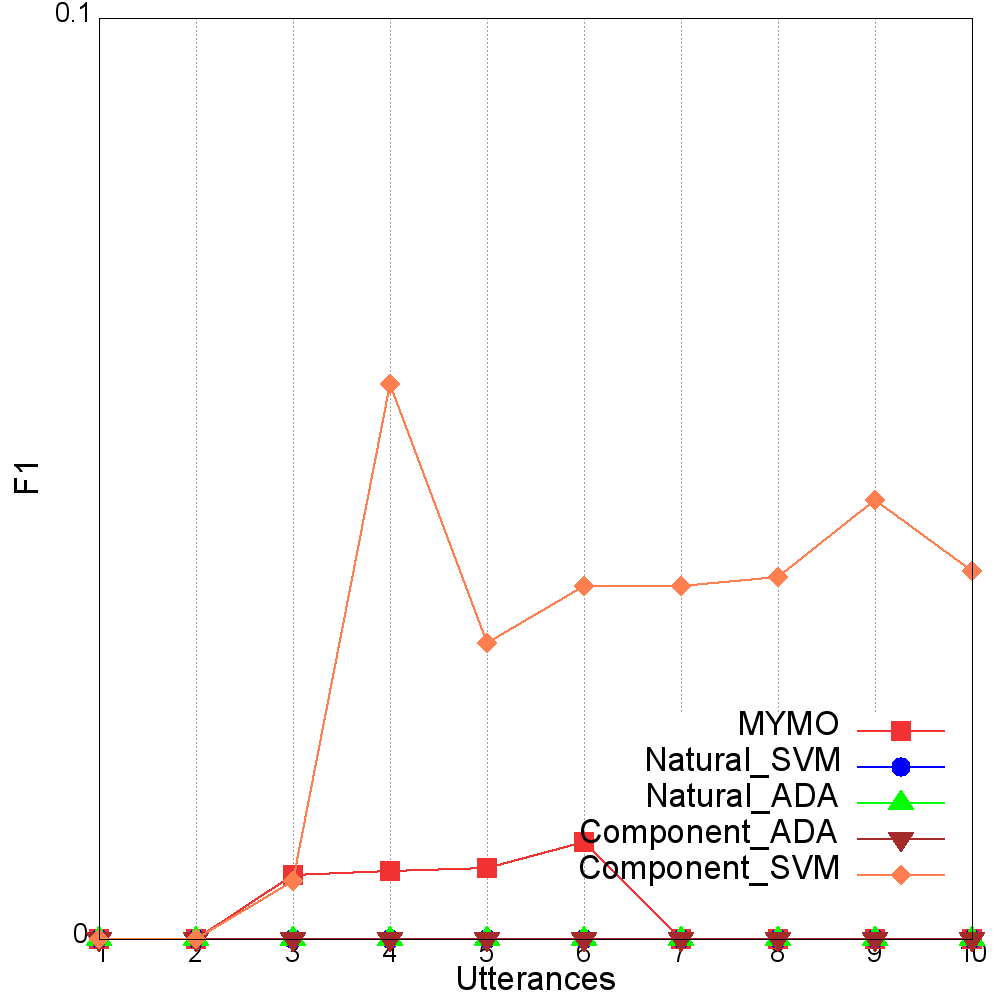 0.1
F1
MYMO
Natural_SVM
Natural_ADA
Component_ADA
Component_SVM
0
1 2 3 4 5 6 7 8 9 10
Utterances